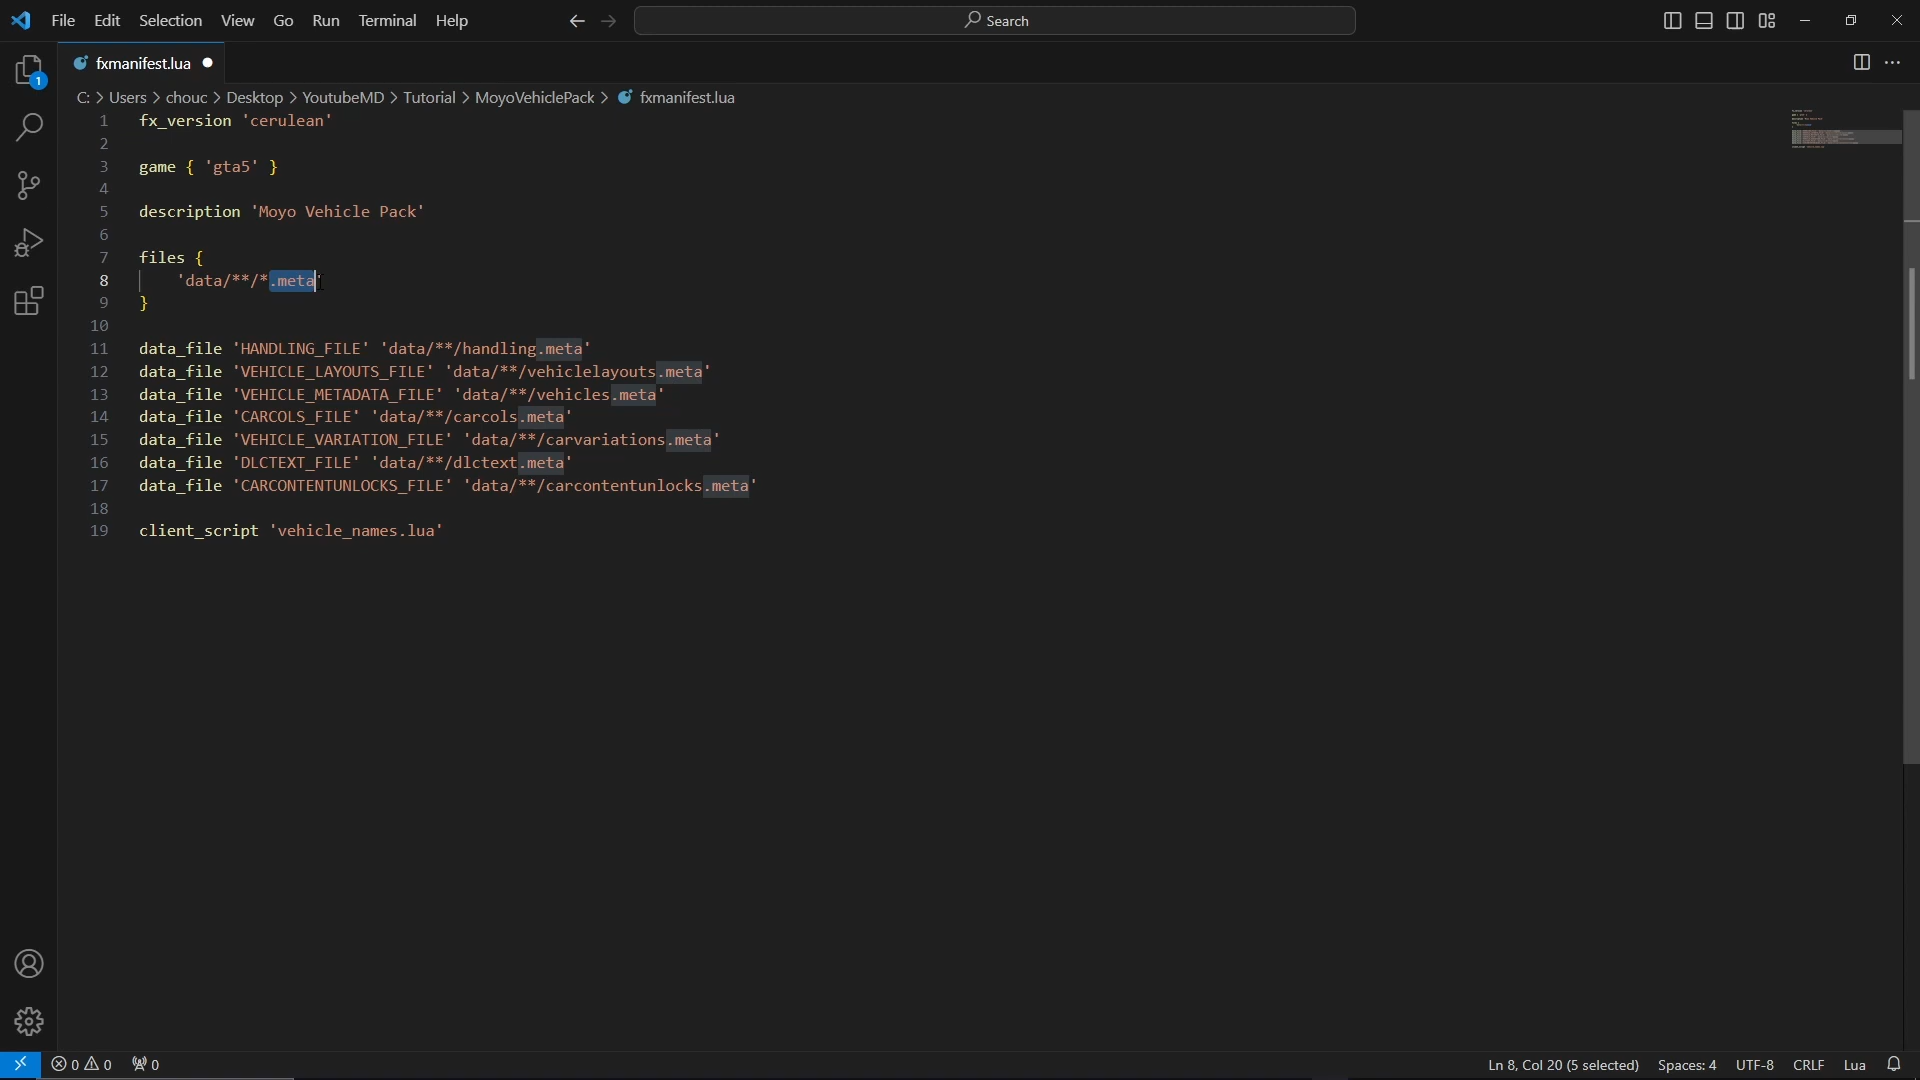 File Edit Selection View Go Run Terminal Help Search
fxmanifest.lua
C: > Users > chouc > Desktop > YoutubeMD > Tutorial > MoyoVehiclePack > fxmanifest.lua
1 fx_version 'cerulean'
2
3 game { 'gta5' }
4
5 description 'Moyo Vehicle Pack'
6
7 files {
8 'data/**/*.meta'
9 }
10
11 data_file 'HANDLING_FILE' 'data/**/handling.meta'
12 data_file 'VEHICLE_LAYOUTS_FILE' 'data/**/vehiclelayouts.meta'
13 data_file 'VEHICLE_METADATA_FILE' 'data/**/vehicles.meta'
14 data_file 'CARCOLS_FILE' 'data/**/carcols.meta'
15 data_file 'VEHICLE_VARIATION_FILE' 'data/**/carvariations.meta'
16 data_file 'DLCTEXT_FILE' 'data/**/dlctext.meta'
17 data_file 'CARCONTENTUNLOCKS_FILE' 'data/**/carcontentunlocks.meta'
18
19 client_script 'vehicle_names.lua'
1
0 0 0 Ln 8, Col 20 (5 selected) Spaces: 4 UTF-8 CRLF Lua